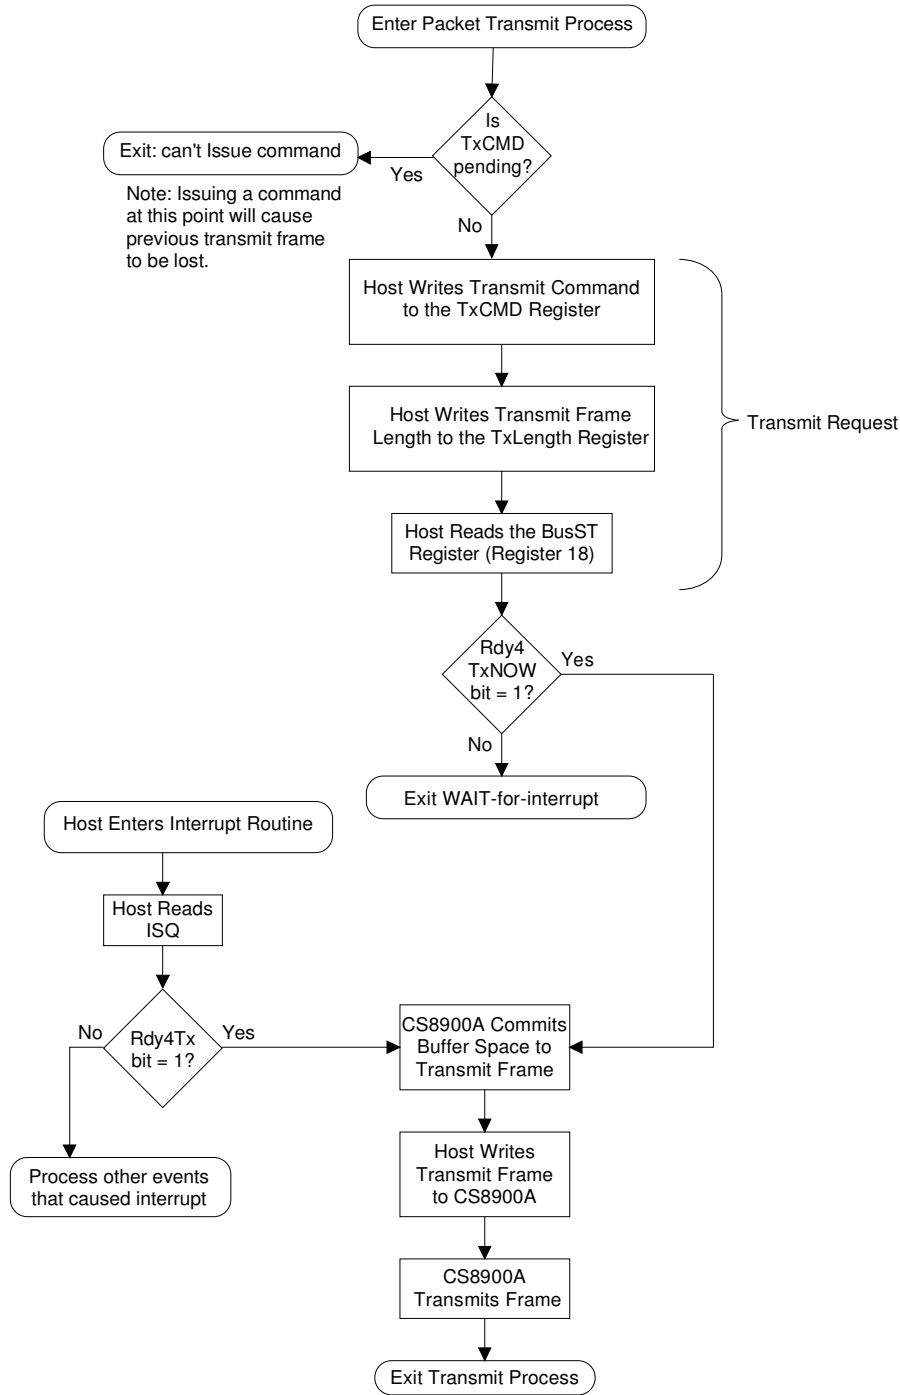 Enter Packet Transmit Process
Is
TxCMD
pending?
Exit: can't Issue command
Yes
Note: Issuing a command
at this point will cause
previous transmit frame
to be lost.
No
Host Writes Transmit Command
to the TxCMD Register
Host Writes Transmit Frame
Length to the TxLength Register
Transmit Request
Host Reads the BusST
Register (Register 18)
Rdy4
TxNOW
bit = 1?
Yes
No
Exit WAIT-for-interrupt
Host Enters Interrupt Routine
Host Reads
ISQ
No
Rdy4Tx
bit = 1?
Yes
CS8900A Commits
Buffer Space to
Transmit Frame
Process other events
that caused interrupt
Host Writes
Transmit Frame
to CS8900A
CS8900A
Transmits Frame
Exit Transmit Process